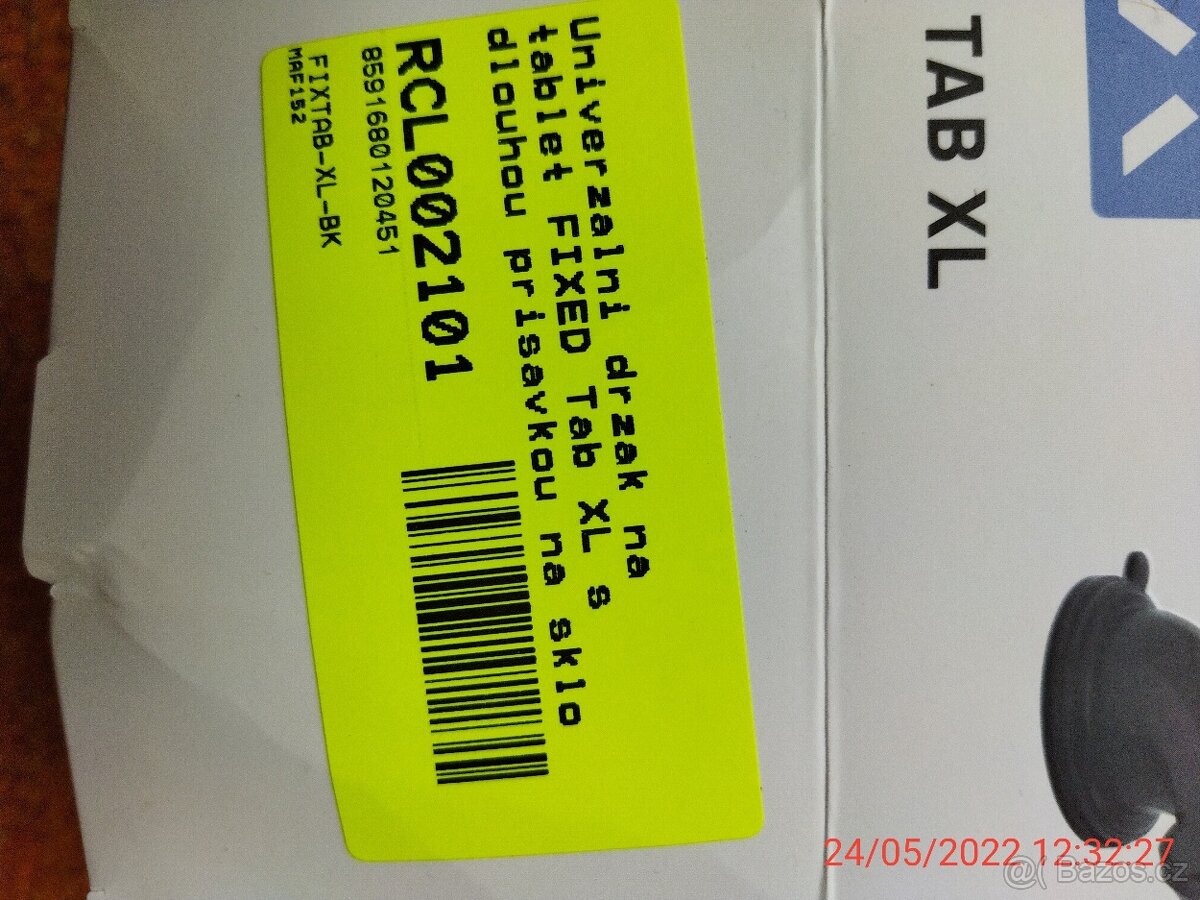 Univerzalni drzak na
tablet FIXED Tab XL s
dlouhou prisavkou na sklo
RCL002101
8591680120451
FIXTAB-XL-BK
MAF152
TAB XL
24/05/2022 12:32:27
@( Bazoš.cz